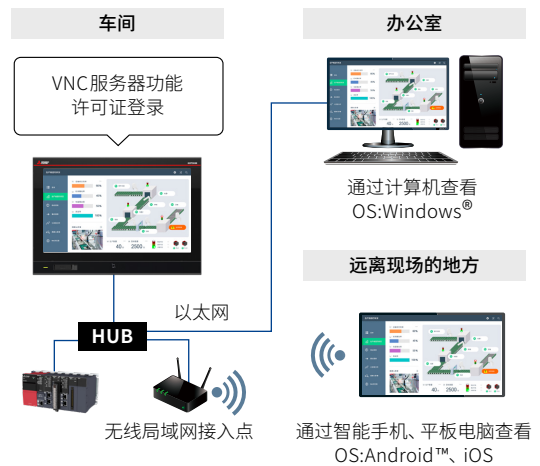 车间
VNC服务器功能
许可证登录
以太网
HUB
无线局域网接入点
办公室
通过计算机查看
OS:Windows®
远离现场的地方
通过智能手机、平板电脑查看
OS:Android™、iOS